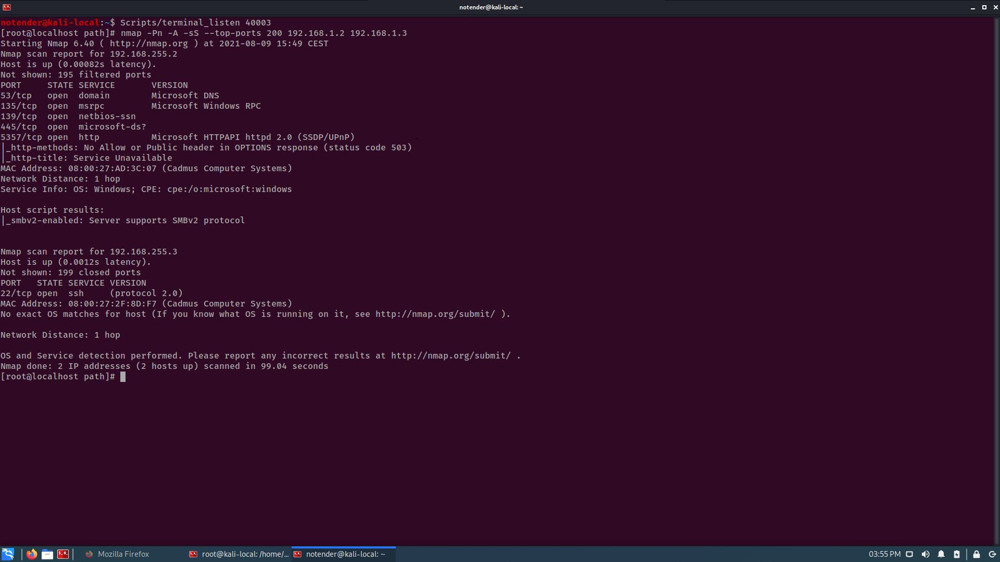 notender@kali-local: ~
notender@kali-local:~$ Scripts/terminal_listen 40003
[root@localhost path]# nmap -Pn -A -sS --top-ports 200 192.168.1.2 192.168.1.3
Starting Nmap 6.40 ( http://nmap.org ) at 2021-08-09 15:49 CEST
Nmap scan report for 192.168.255.2
Host is up (0.00082s latency).
Not shown: 195 filtered ports
PORT     STATE SERVICE       VERSION
53/tcp   open  domain        Microsoft DNS
135/tcp  open  msrpc         Microsoft Windows RPC
139/tcp  open  netbios-ssn
445/tcp  open  microsoft-ds?
5357/tcp open  http          Microsoft HTTPAPI httpd 2.0 (SSDP/UPnP)
|_http-methods: No Allow or Public header in OPTIONS response (status code 503)
|_http-title: Service Unavailable
MAC Address: 08:00:27:AD:3C:07 (Cadmus Computer Systems)
Network Distance: 1 hop
Service Info: OS: Windows; CPE: cpe:/o:microsoft:windows
Host script results:
|_smbv2-enabled: Server supports SMBv2 protocol
Nmap scan report for 192.168.255.3
Host is up (0.0012s latency).
Not shown: 199 closed ports
PORT   STATE SERVICE VERSION
22/tcp open  ssh     (protocol 2.0)
MAC Address: 08:00:27:2F:8D:F7 (Cadmus Computer Systems)
No exact OS matches for host (If you know what OS is running on it, see http://nmap.org/submit/ ).
Network Distance: 1 hop
OS and Service detection performed. Please report any incorrect results at http://nmap.org/submit/ .
Nmap done: 2 IP addresses (2 hosts up) scanned in 99.04 seconds
[root@localhost path]#
Mozilla Firefox root@kali-local: /home/... notender@kali-local: ~ 03:55 PM